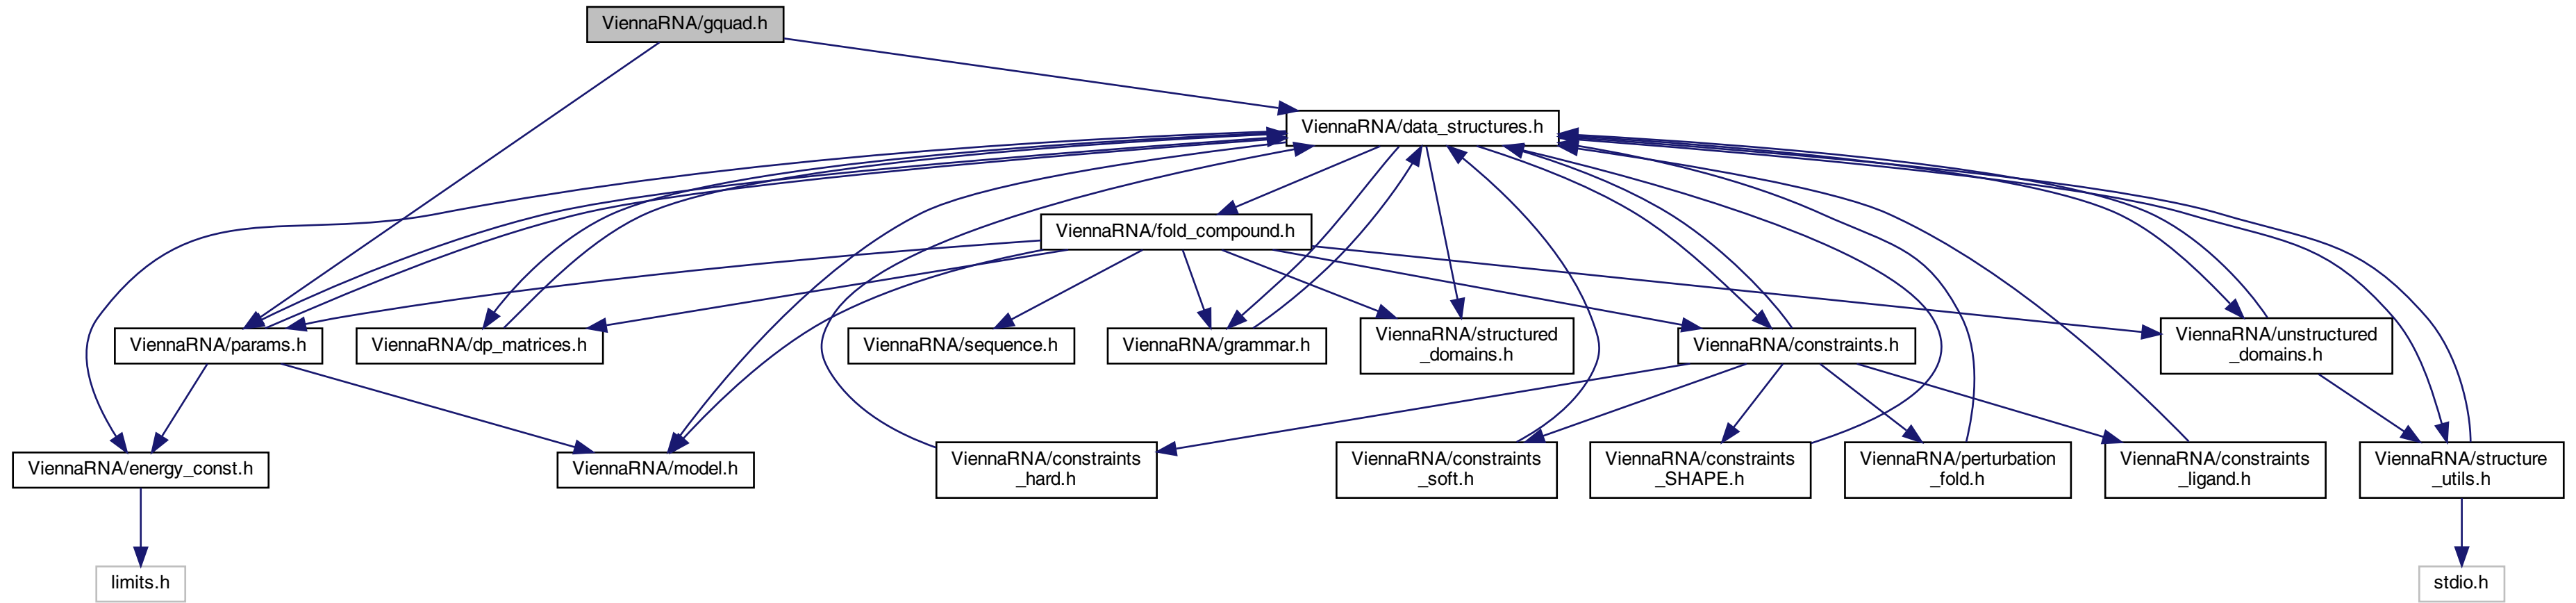 ViennaRNA/gquad.h
ViennaRNA/data_structures.h
ViennaRNA/fold_compound.h
ViennaRNA/params.h
ViennaRNA/dp_matrices.h
ViennaRNA/sequence.h
ViennaRNA/grammar.h
ViennaRNA/structured
_domains.h
ViennaRNA/constraints.h
ViennaRNA/unstructured
_domains.h
ViennaRNA/energy_const.h
ViennaRNA/model.h
ViennaRNA/constraints
_hard.h
ViennaRNA/constraints
_soft.h
ViennaRNA/constraints
_SHAPE.h
ViennaRNA/perturbation
_fold.h
ViennaRNA/constraints
_ligand.h
ViennaRNA/structure
_utils.h
limits.h
stdio.h